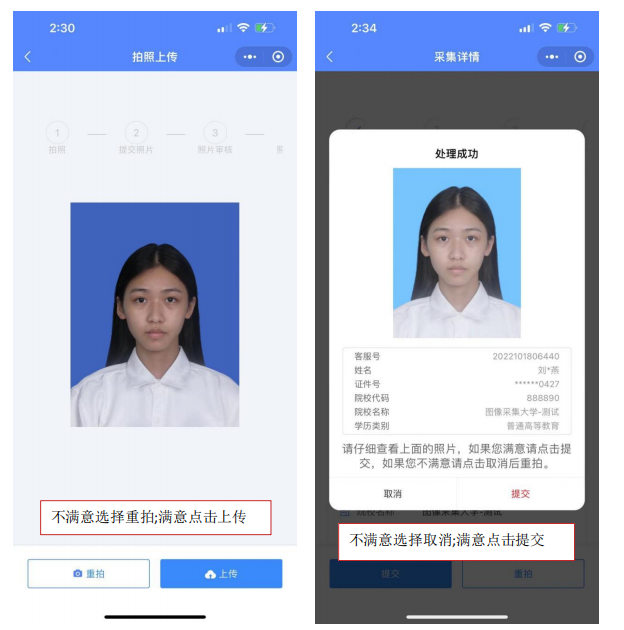 2:30
拍照上传
1
2
3
拍照
提交照片
照片审核
不满意选择重拍;满意点击上传
重拍
上传
2:34
采集详情
处理成功
客服号 2022101806440
姓名 刘*燕
证件号 ******0427
院校代码 888890
院校名称 图像采集大学-测试
学历类别 普通高等教育
请仔细查看上面的照片，如果您满意请点击提
交，如果您不满意请点击取消后重拍。
取消
提交
院校名称 图像采集大学-测试
不满意选择取消;满意点击提交
提交
重拍